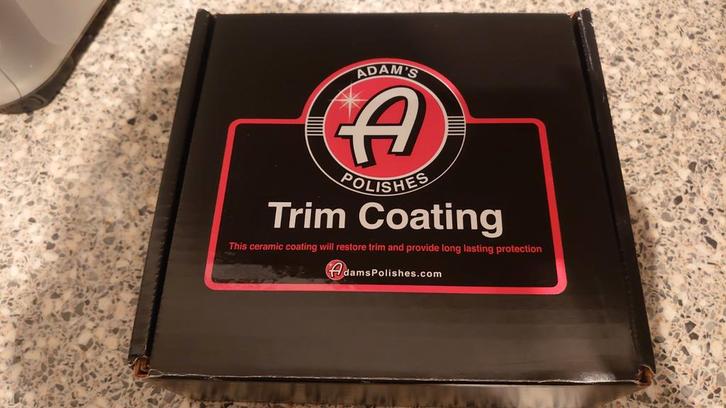 ADAM'S
A
POLISHES
Trim Coating
This ceramic coating will restore trim and provide long lasting protection
AdamsPolishes.com